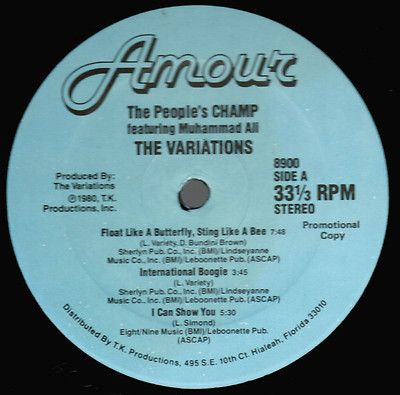 Amour
The People's CHAMP
featuring Muhammad Ali
THE VARIATIONS
Produced By:
The Variations
℗1980, T.K.
Productions, Inc.
8900
SIDE A
33⅓ RPM
STEREO
Promotional
Copy
Float Like A Butterfly, Sting Like A Bee 7:48
(L. Variety, D. Bundini Brown)
Sherlyn Pub. Co., Inc. (BMI)/Lindseyanne
Music Co., Inc. (BMI)/Leboonette Pub. (ASCAP)
International Boogie 3:45
(L. Variety)
Sherlyn Pub. Co., Inc. (BMI)/Lindseyanne
Music Co., Inc. (BMI)/Leboonette Pub. (ASCAP)
I Can Show You 5:30
(L. Simond)
Eight/Nine Music (BMI)/Leboonette Pub.
(ASCAP)
Distributed By T.K. Productions, 495 S.E. 10th Ct. Hialeah, Florida 33010